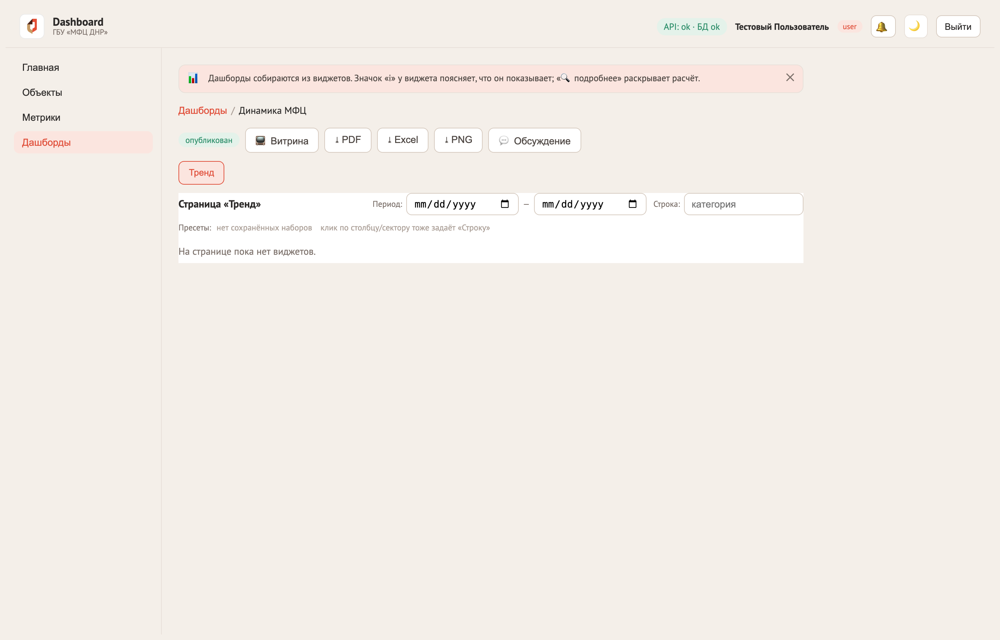 Dashboard
ГБУ «МФЦ ДНР»
API: ok · БД ok
Тестовый Пользователь
user
Выйти
Главная
Объекты
Метрики
Дашборды
Дашборды собираются из виджетов. Значок «i» у виджета поясняет, что он показывает; «🔍 подробнее» раскрывает расчёт.
Дашборды / Динамика МФЦ
опубликован
Витрина
↓ PDF
↓ Excel
↓ PNG
Обсуждение
Тренд
Страница «Тренд»
Период: mm/dd/yyyy – mm/dd/yyyy
Строка: категория
Пресеты: нет сохранённых наборов клик по столбцу/сектору тоже задаёт «Строку»
На странице пока нет виджетов.